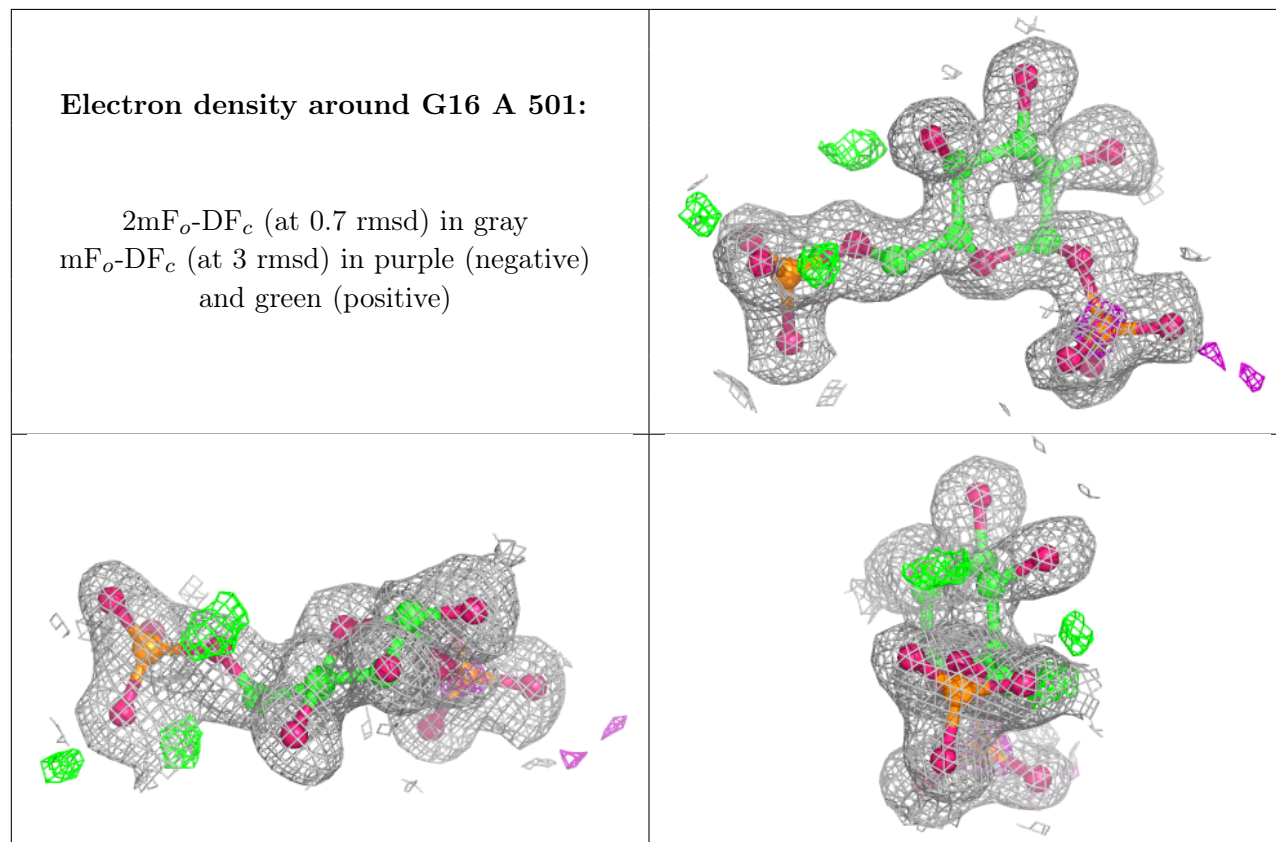 Electron density around G16 A 501:
2mFₒ-DF𝒸 (at 0.7 rmsd) in gray
mFₒ-DF𝒸 (at 3 rmsd) in purple (negative)
and green (positive)